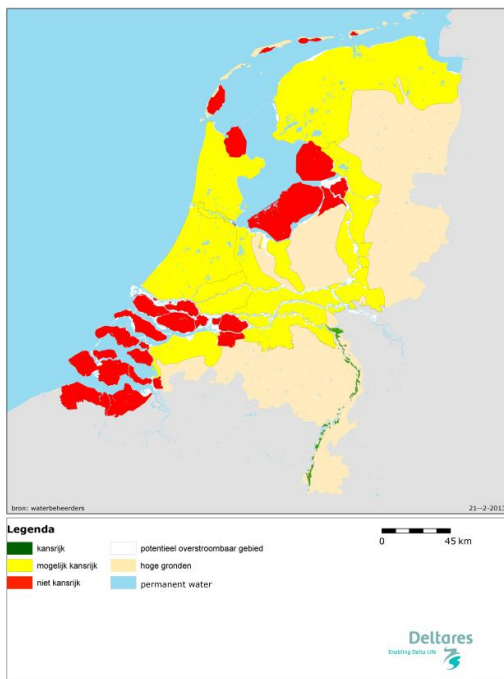 bron: waterbeheerders
21--2-2013
Legenda
kansrijk
mogelijk kansrijk
niet kansrijk
potentieel overstroombaar gebied
hoge gronden
permanent water
0 45 km
Deltares
Enabling Delta Life